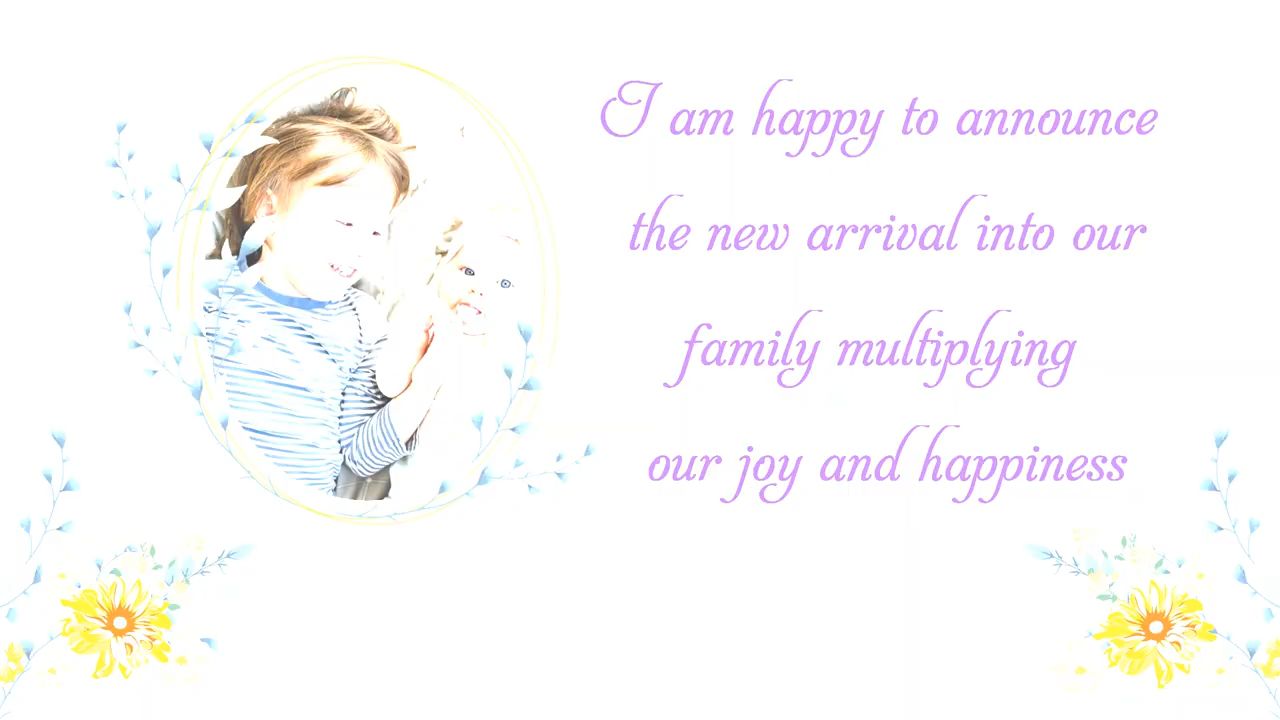 I am happy to announce
the new arrival into our
family multiplying
our joy and happiness